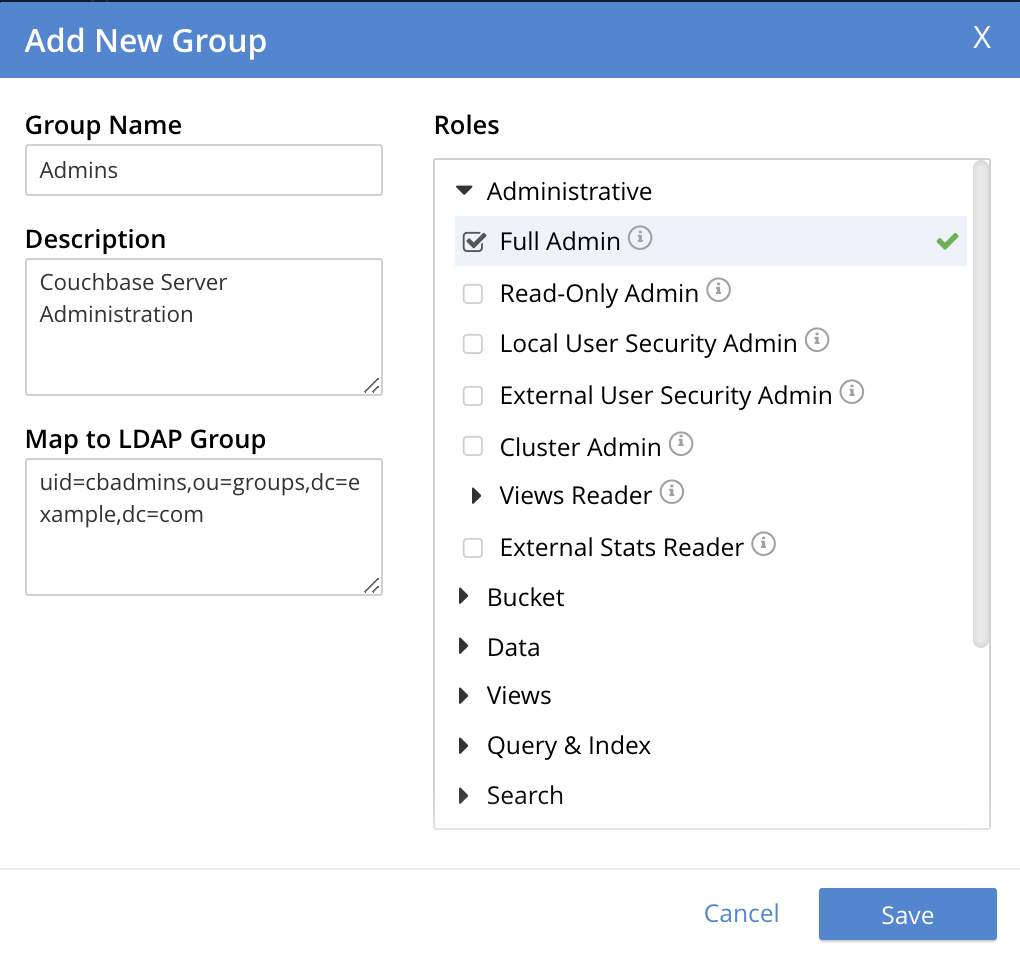 Add New Group
X
Group Name
Admins
Description
Couchbase Server
Administration
Map to LDAP Group
uid=cbadmins,ou=groups,dc=e
xample,dc=com
Roles
Administrative
Full Admin
Read-Only Admin
Local User Security Admin
External User Security Admin
Cluster Admin
Views Reader
External Stats Reader
Bucket
Data
Views
Query & Index
Search
Cancel
Save